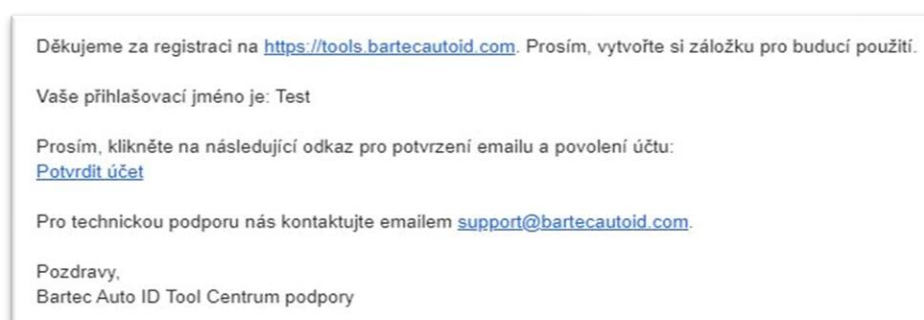 Děkujeme za registraci na https://tools.bartecautoid.com. Prosím, vytvořte si záložku pro buducí použití.
Vaše přihlašovací jméno je: Test
Prosím, klikněte na následující odkaz pro potvrzení emailu a povolení účtu:
Potvrdit účet
Pro technickou podporu nás kontaktujte emailem support@bartecautoid.com.
Pozdravy,
Bartec Auto ID Tool Centrum podpory